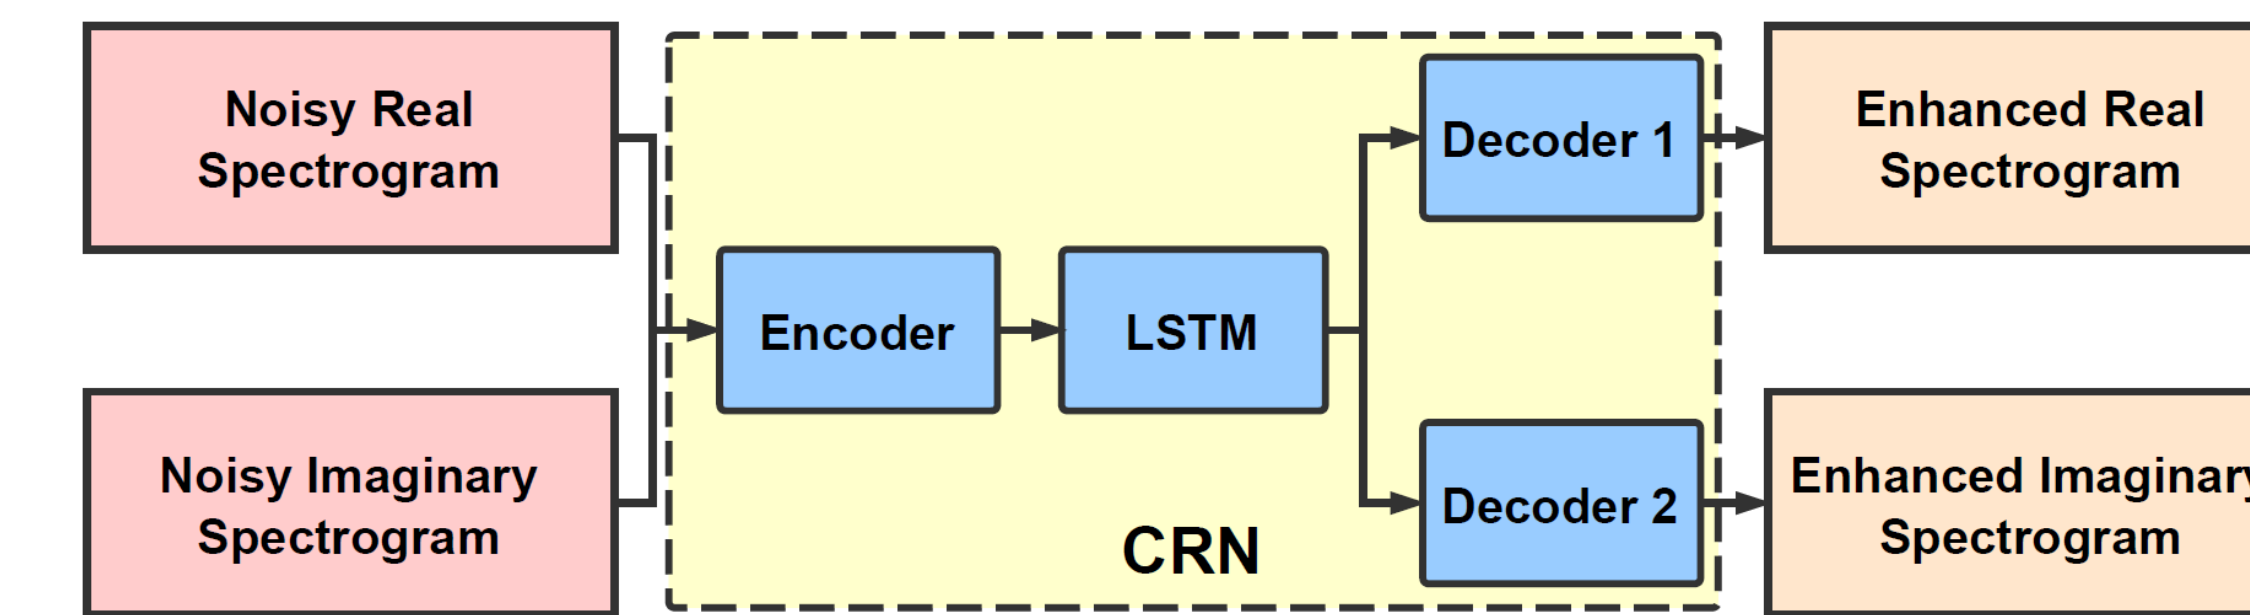 Noisy Real
Spectrogram
Noisy Imaginary
Spectrogram
Encoder
LSTM
Decoder 1
Decoder 2
CRN
Enhanced Real
Spectrogram
Enhanced Imaginary
Spectrogram